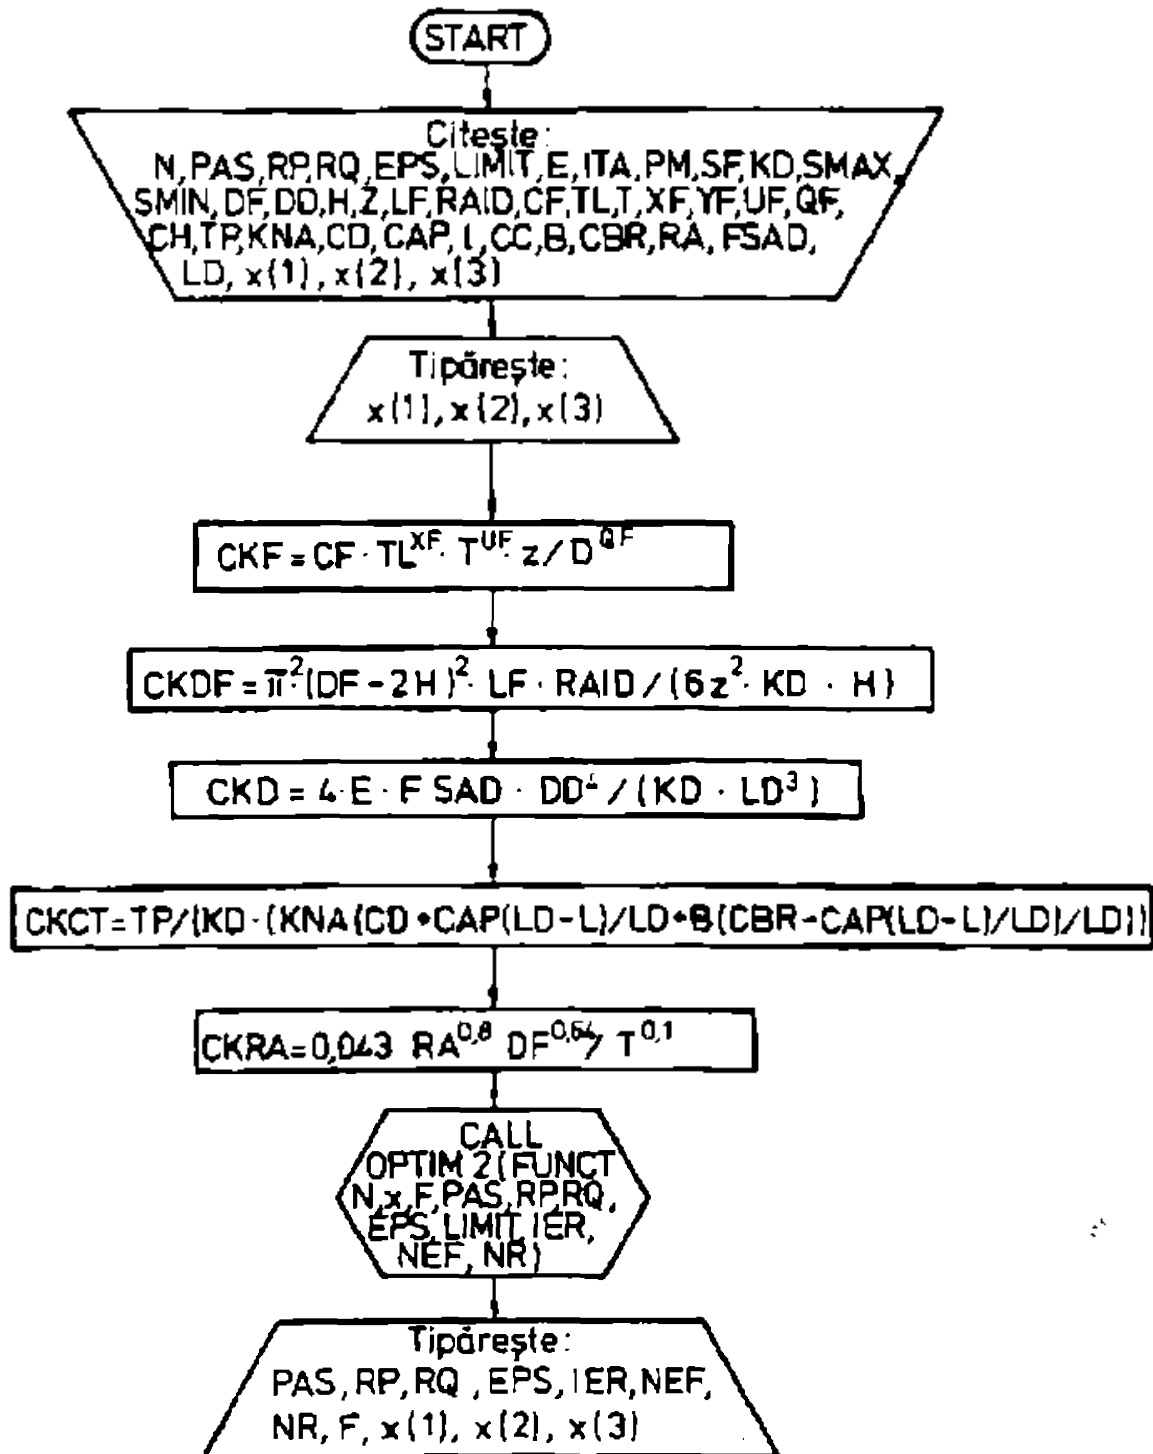 START
Citește:
N, PAS, RP, RQ, EPS, LIMIT, E, ITA, PM, SF, KD, SMAX,
SMIN, DF, DD, H, Z, LF, RAID, CF, TL, T, XF, YF, UF, QF,
CH, TP, KNA, CD, CAP, L, CC, B, CBR, RA, FSAD,
LD, x(1), x(2), x(3)
Tipărește:
x(1), x(2), x(3)
CKF = CF · TL^XF · T^UF · z / D^QF
CKDF = π²·(DF - 2H)² · LF · RAID / (6z² · KD · H)
CKD = 4·E·FSAD · DD⁴ / (KD · LD³)
CKCT=TP/(KD·(KNA(CD+CAP(LD-L)/LD+B(CBR-CAP(LD-L)/LD)/LD))
CKRA=0,043 RA^0,8 DF^0,64 / T^0,1
CALL
OPTIM 2(FUNCT
N, x, F, PAS, RP, RQ,
EPS, LIMIT, IER,
NEF, NR)
Tipărește:
PAS, RP, RQ, EPS, IER, NEF,
NR, F, x(1), x(2), x(3)